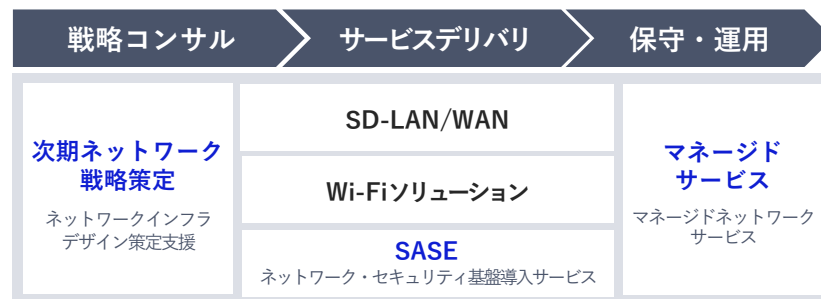 戦略コンサル
サービスデリバリ
保守・運用
次期ネットワーク
戦略策定
ネットワークインフラ
デザイン策定支援
SD-LAN/WAN
Wi-Fiソリューション
SASE
ネットワーク・セキュリティ基盤導入サービス
マネージド
サービス
マネージドネットワーク
サービス